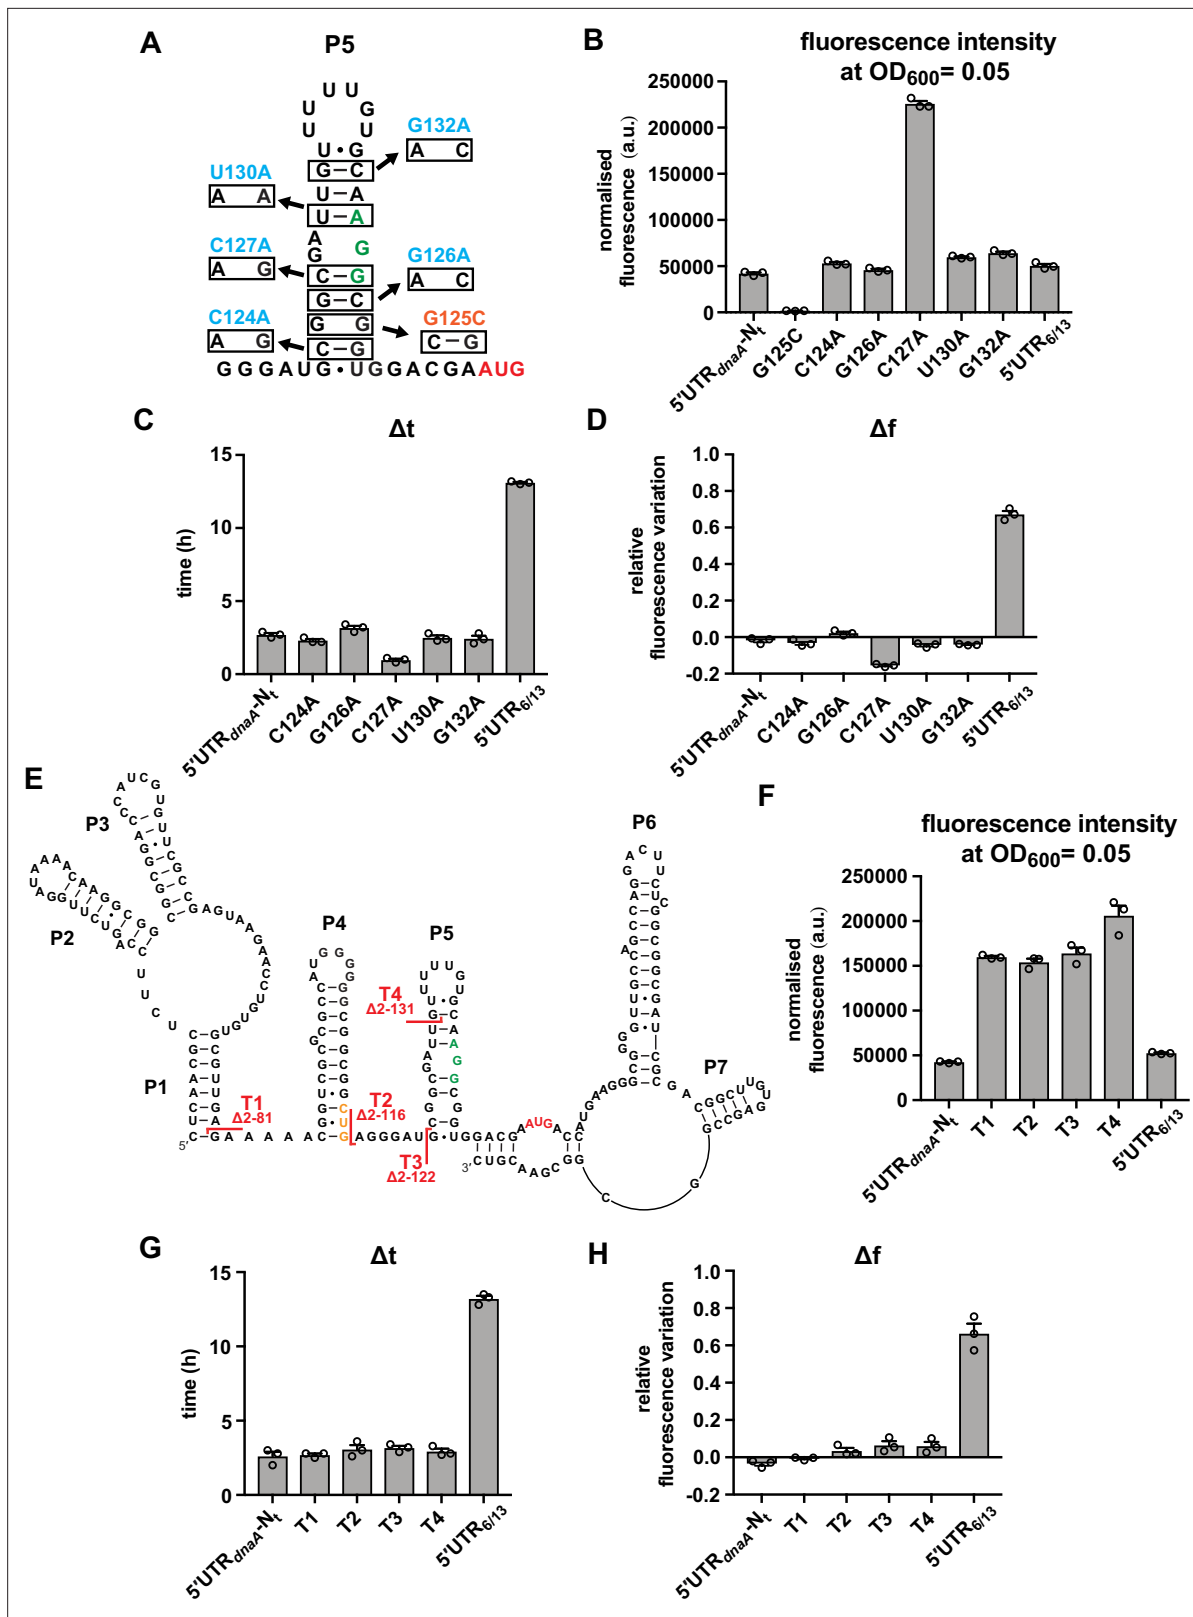 A
P5
U U
U U
U G
U U
U • G
G – C
U – A
U – A
A
G G
C – G
G – C
G G
C – G
G G G A U G • U G G A C G A A U G
G132A
A C
U130A
A A
C127A
A G
G126A
A C
C124A
A G
G125C
C – G
B
fluorescence intensity
at OD600= 0.05
normalised
fluorescence (a.u.)
250000
200000
150000
100000
50000
0
5'UTRdnaA-Nt
G125C
C124A
G126A
C127A
U130A
G132A
5'UTR6/13
C
Δt
time (h)
15
10
5
0
5'UTRdnaA-Nt
C124A
G126A
C127A
U130A
G132A
5'UTR6/13
D
Δf
relative
fluorescence variation
1.0
0.8
0.6
0.4
0.2
0.0
-0.2
5'UTRdnaA-Nt
C124A
G126A
C127A
U130A
G132A
5'UTR6/13
E
P3
P2
P1
P4
P5
P6
P7
T1
Δ2-81
T2
Δ2-116
T3
Δ2-122
T4
Δ2-131
5'
3'
F
fluorescence intensity
at OD600= 0.05
normalised
fluorescence (a.u.)
250000
200000
150000
100000
50000
0
5'UTRdnaA-Nt
T1
T2
T3
T4
5'UTR6/13
G
Δt
time (h)
15
10
5
0
5'UTRdnaA-Nt
T1
T2
T3
T4
5'UTR6/13
H
Δf
relative
fluorescence variation
1.0
0.8
0.6
0.4
0.2
0.0
-0.2
5'UTRdnaA-Nt
T1
T2
T3
T4
5'UTR6/13